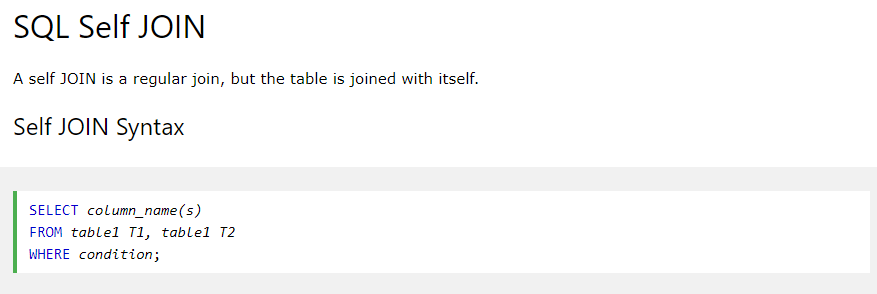 SQL Self JOIN
A self JOIN is a regular join, but the table is joined with itself.
Self JOIN Syntax
SELECT column_name(s)
FROM table1 T1, table1 T2
WHERE condition;